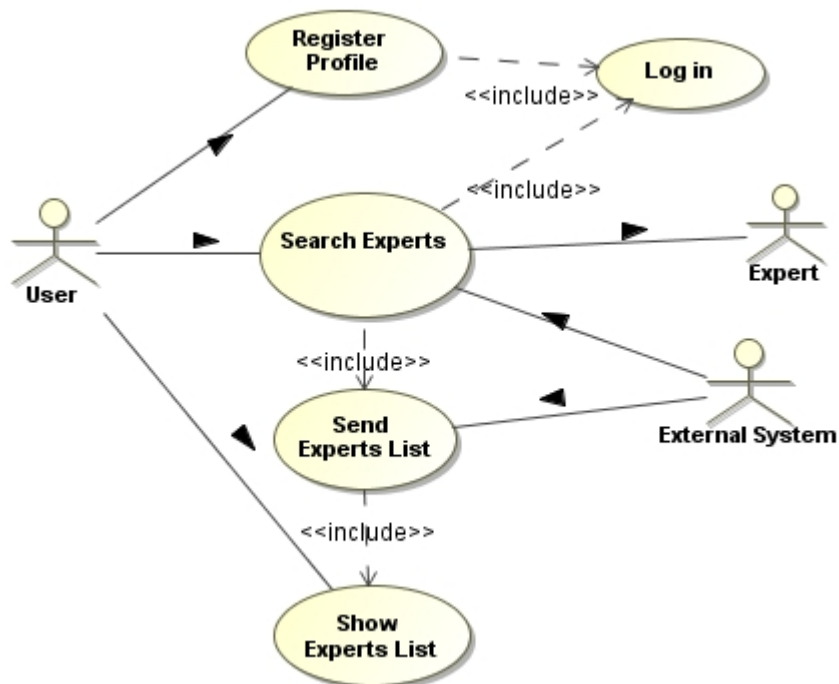 Register
Profile
Log in
<<include>>
<<include>>
Search Experts
User
Expert
<<include>>
Send
Experts List
External System
<<include>>
Show
Experts List